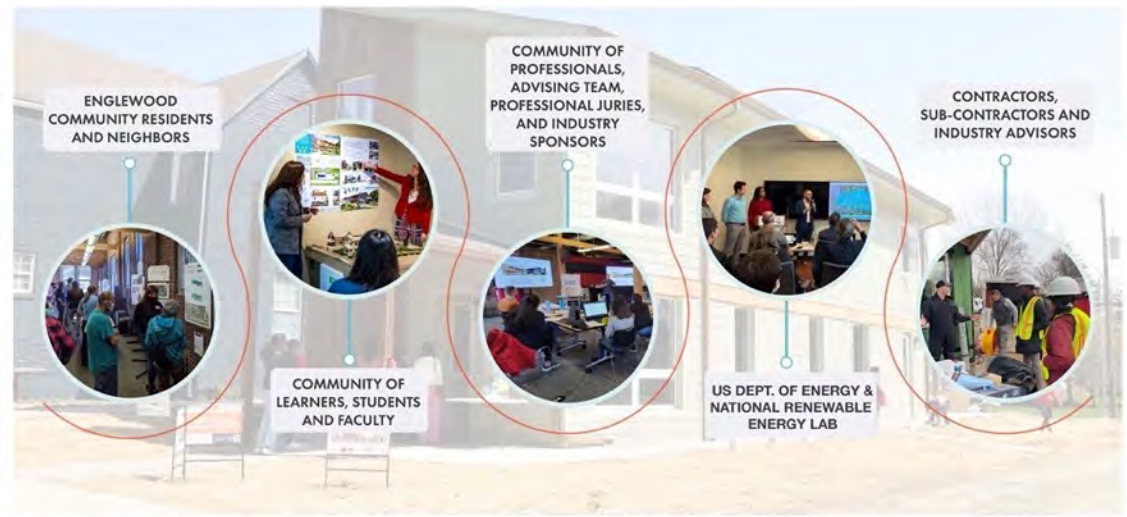 ENGLEWOOD
COMMUNITY RESIDENTS
AND NEIGHBORS
COMMUNITY OF
LEARNERS, STUDENTS
AND FACULTY
COMMUNITY OF
PROFESSIONALS,
ADVISING TEAM,
PROFESSIONAL JURIES,
AND INDUSTRY
SPONSORS
US DEPT. OF ENERGY &
NATIONAL RENEWABLE
ENERGY LAB
CONTRACTORS,
SUB-CONTRACTORS AND
INDUSTRY ADVISORS